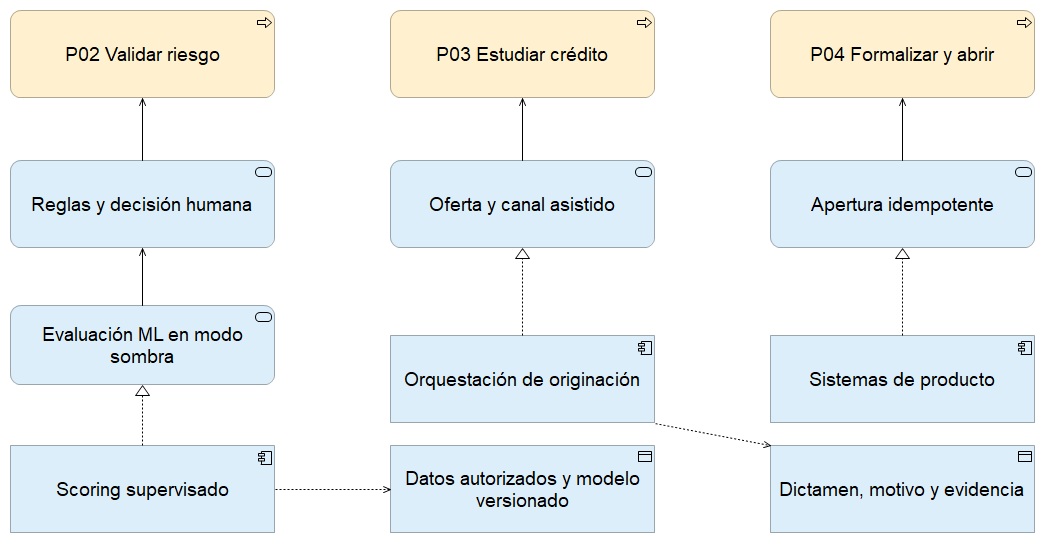 P02 Validar riesgo
P03 Estudiar crédito
P04 Formalizar y abrir
Reglas y decisión humana
Oferta y canal asistido
Apertura idempotente
Evaluación ML en modo
sombra
Orquestación de originación
Sistemas de producto
Scoring supervisado
Datos autorizados y modelo
versionado
Dictamen, motivo y evidencia